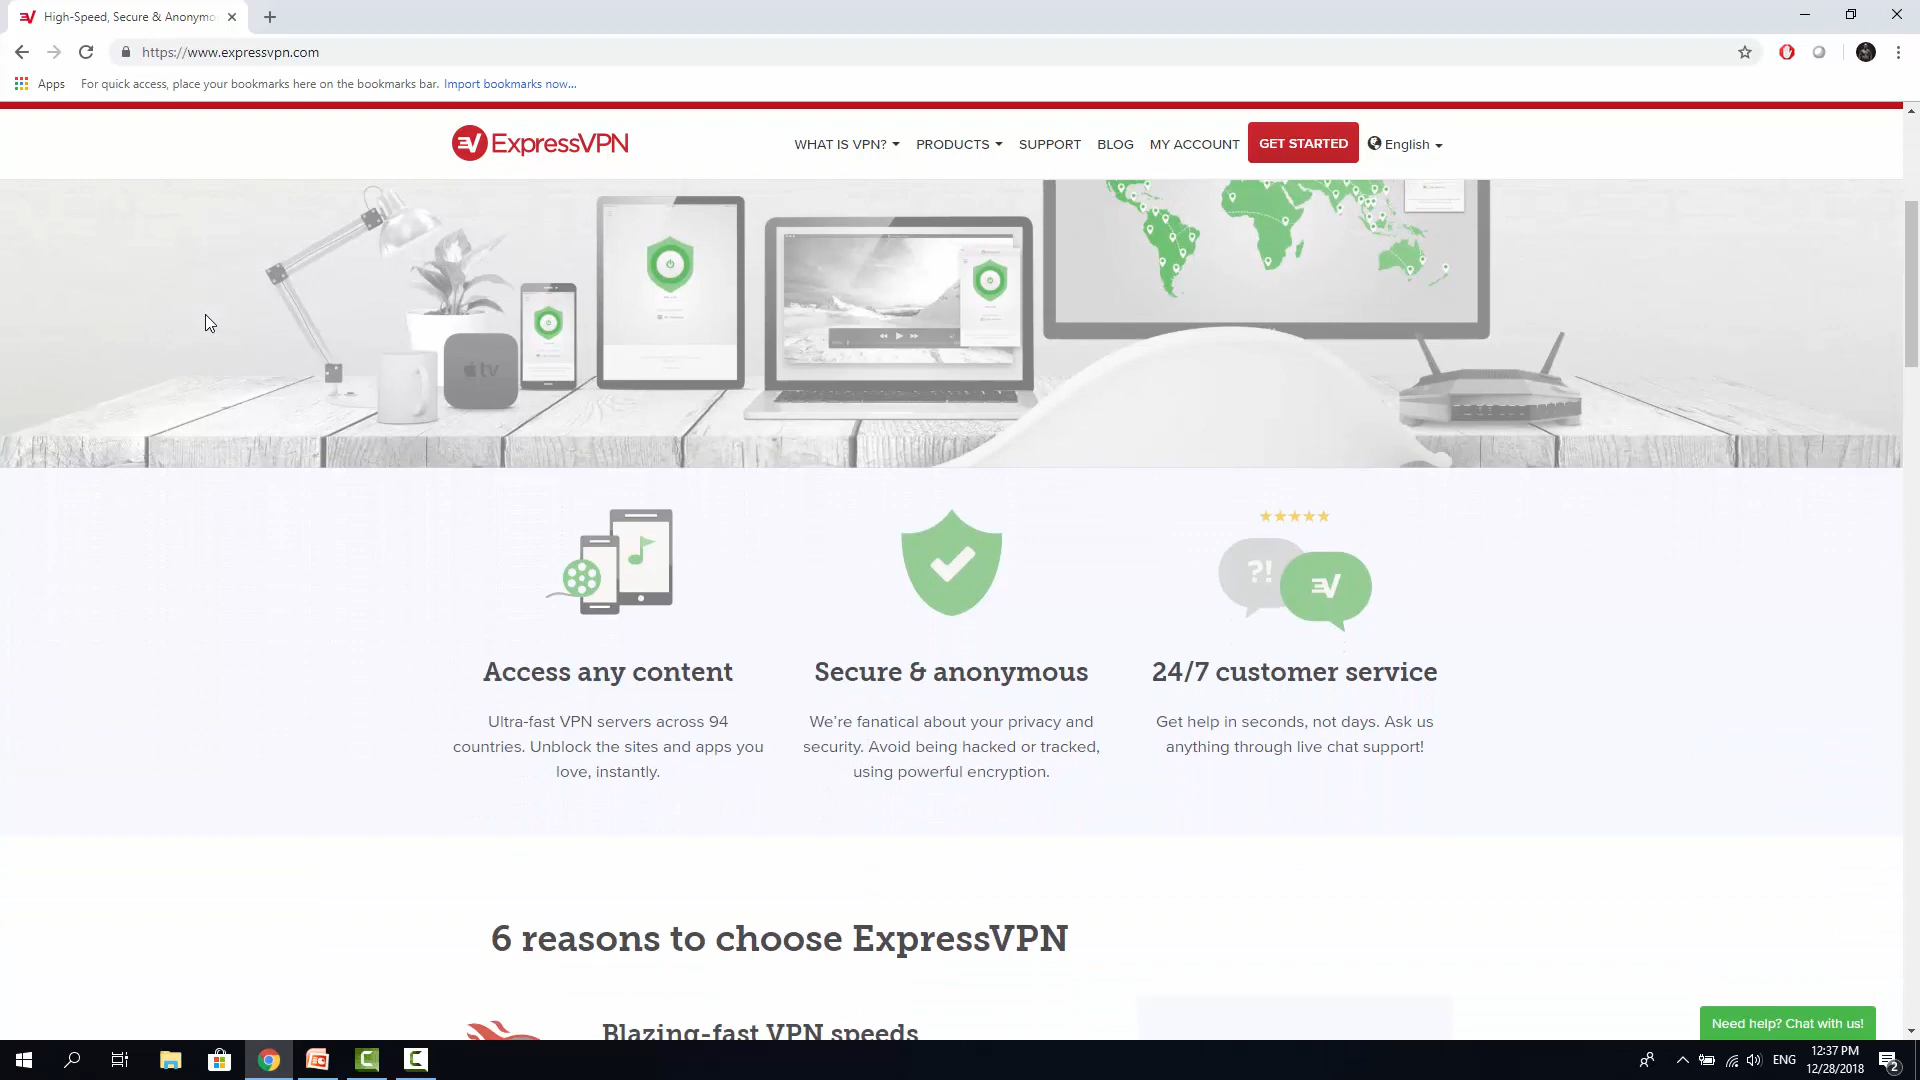 High-Speed, Secure & Anonymo
https://www.expressvpn.com
Apps For quick access, place your bookmarks here on the bookmarks bar. Import bookmarks now...
ExpressVPN WHAT IS VPN? PRODUCTS SUPPORT BLOG MY ACCOUNT GET STARTED English
tv
?!
Access any content
Ultra-fast VPN servers across 94
countries. Unblock the sites and apps you
love, instantly.
Secure & anonymous
We're fanatical about your privacy and
security. Avoid being hacked or tracked,
using powerful encryption.
24/7 customer service
Get help in seconds, not days. Ask us
anything through live chat support!
6 reasons to choose ExpressVPN
Blazing-fast VPN speeds
Need help? Chat with us!
ENG
12:37 PM
12/28/2018
2